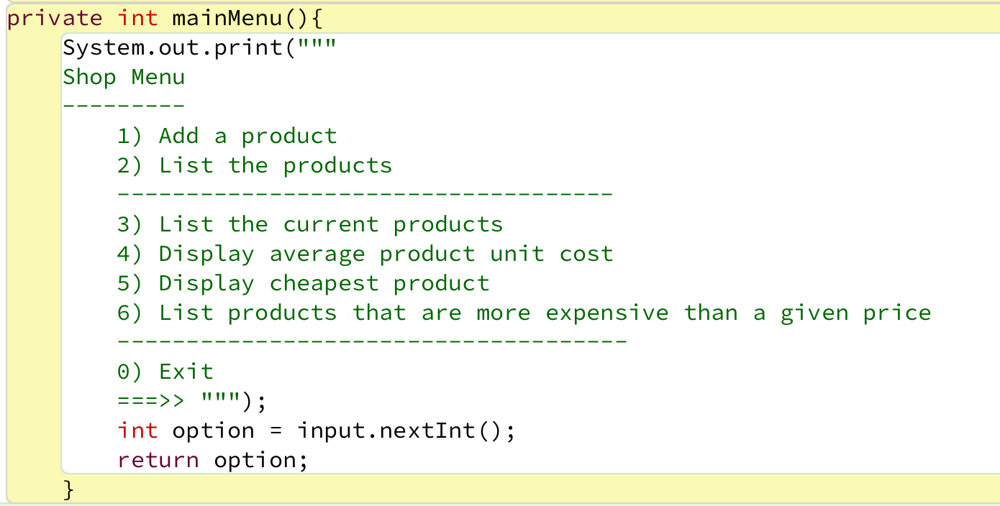 private int mainMenu(){
    System.out.print("""
    Shop Menu
    ---------
        1) Add a product
        2) List the products
        ------------------------------------
        3) List the current products
        4) Display average product unit cost
        5) Display cheapest product
        6) List products that are more expensive than a given price
        -------------------------------------
        0) Exit
        ===>> """);
        int option = input.nextInt();
        return option;
    }